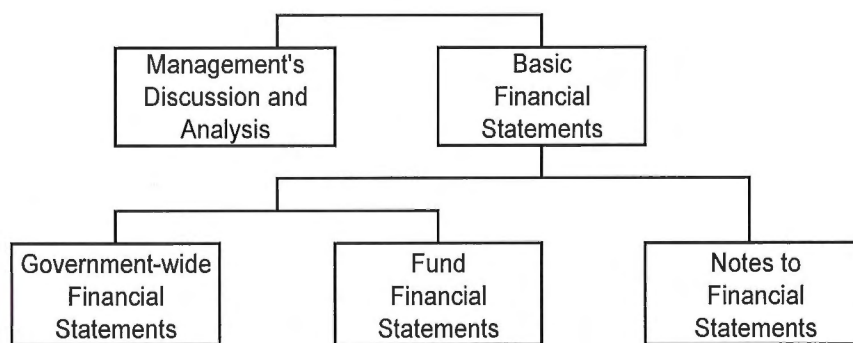 Management's
Discussion and
Analysis
Basic
Financial
Statements
Government-wide
Financial
Statements
Fund
Financial
Statements
Notes to
Financial
Statements